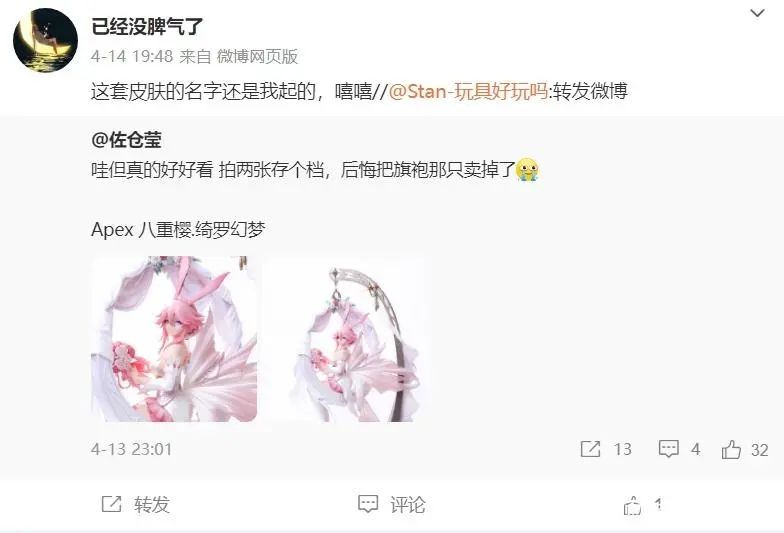 已经没脾气了
4-14 19:48 来自 微博网页版
这套皮肤的名字还是我起的，嘻嘻//@Stan-玩具好玩吗:转发微博
@佐仓莹
哇但真的好好看 拍两张存个档，后悔把旗袍那只卖掉了😭
Apex 八重樱.绮罗幻梦
4-13 23:01 13 4 32
转发 评论 1